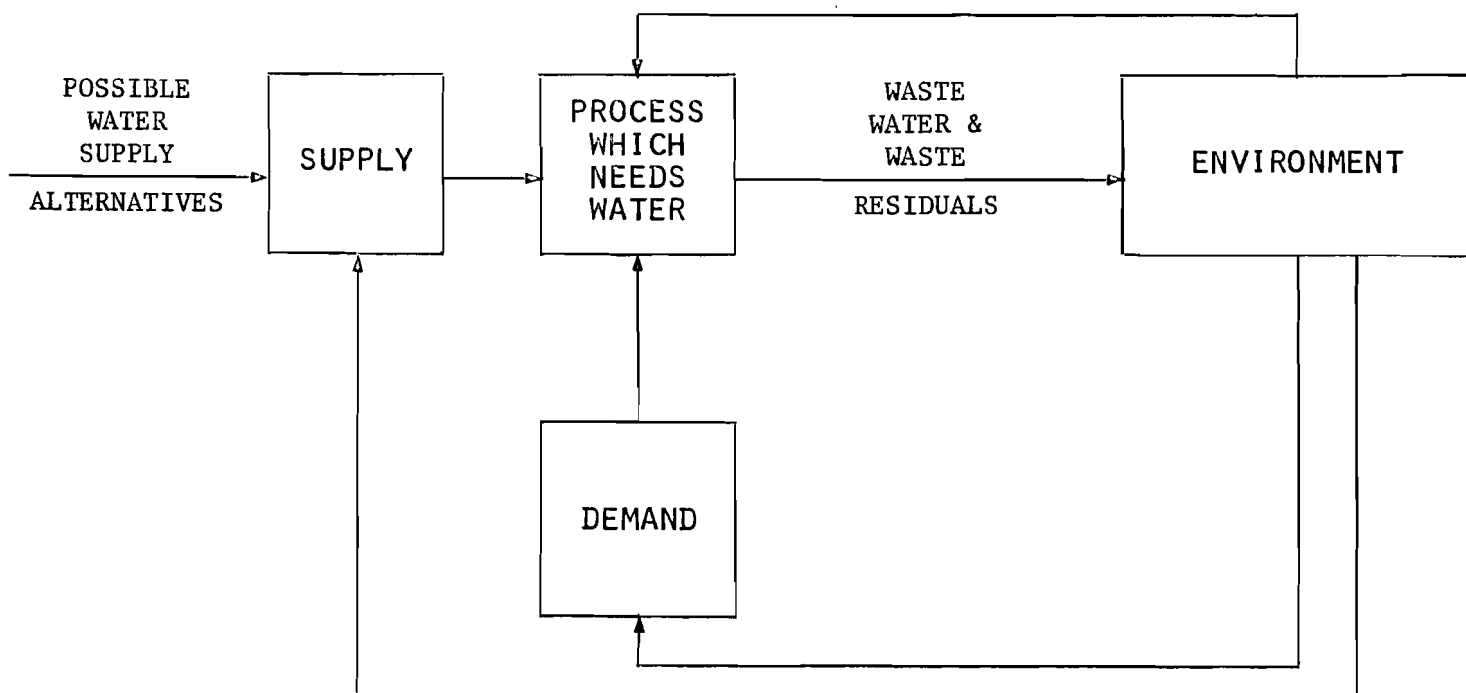 POSSIBLE
WATER
SUPPLY
ALTERNATIVES
SUPPLY
PROCESS
WHICH
NEEDS
WATER
WASTE
WATER &
WASTE
RESIDUALS
ENVIRONMENT
DEMAND